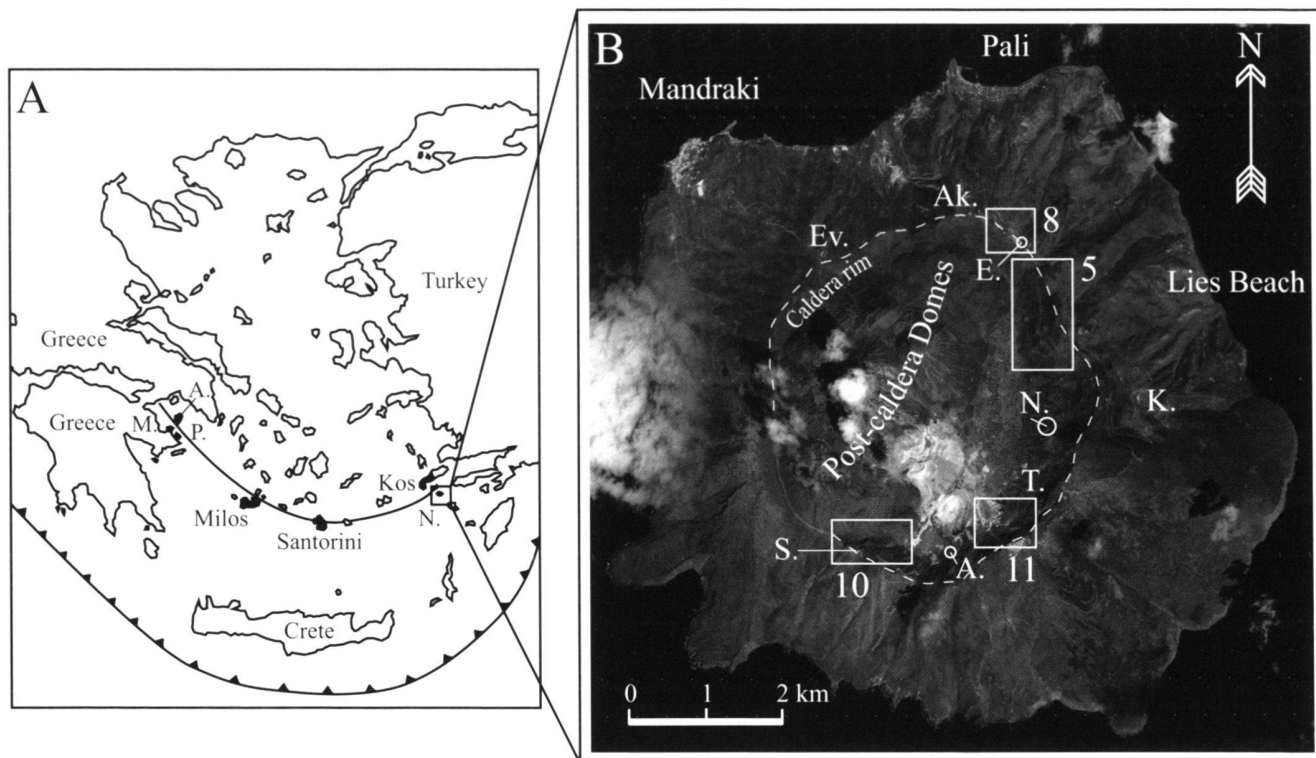 A
Turkey
Greece
Greece
A.
M.
P.
Kos
Milos
Santorini
N.
Crete
B
Pali
N
Mandraki
Ak.
8
Ev.
E.
5
Lies Beach
Caldera rim
Post-caldera Domes
N.
K.
T.
S.
10
A.
11
0 1 2 km